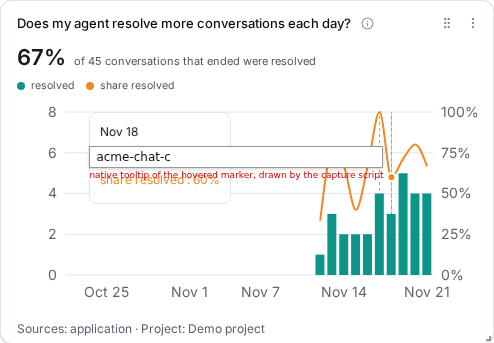 Does my agent resolve more conversations each day?
67% of 45 conversations that ended were resolved
resolved share resolved
8 100%
Nov 18
6 75%
acme-chat-c
native tooltip of the hovered marker, drawn by the capture script
share resolved : 60%
4 50%
2 25%
0 0%
Oct 25 Nov 1 Nov 7 Nov 14 Nov 21
Sources: application · Project: Demo project